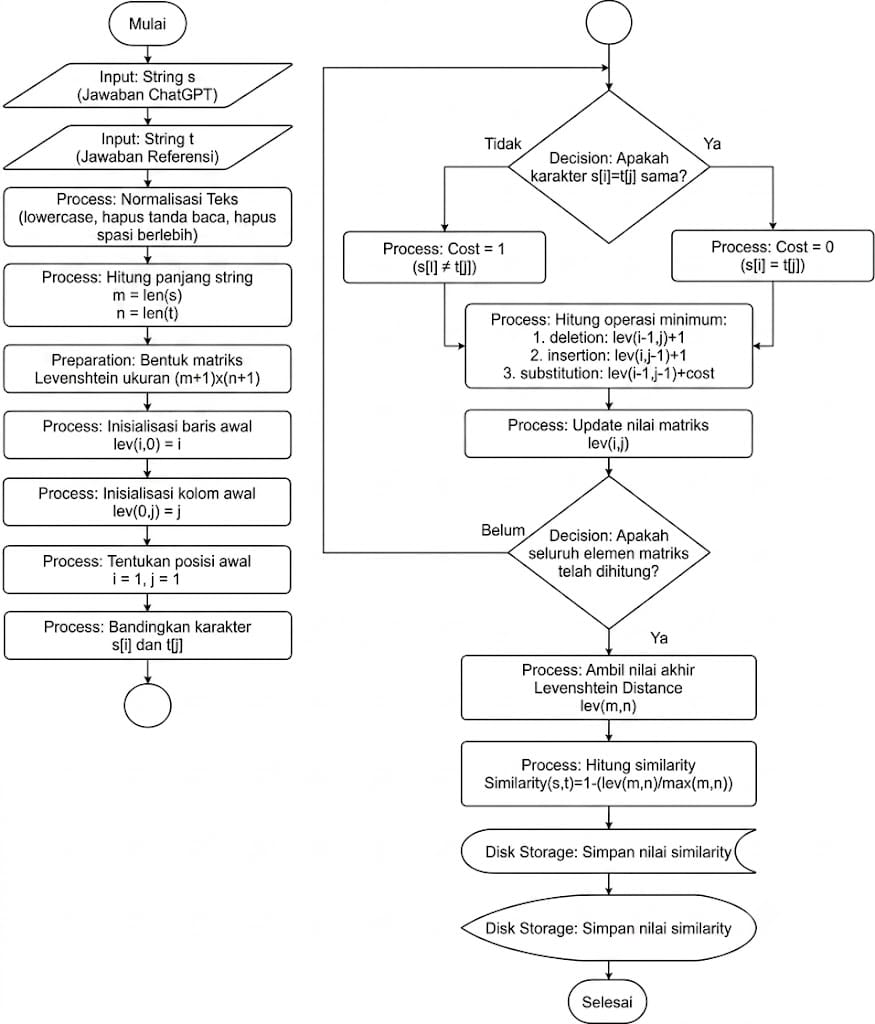 Mulai
Input: String s
(Jawaban ChatGPT)
Input: String t
(Jawaban Referensi)
Process: Normalisasi Teks
(lowercase, hapus tanda baca, hapus
spasi berlebih)
Process: Hitung panjang string
m = len(s)
n = len(t)
Preparation: Bentuk matriks
Levenshtein ukuran (m+1)x(n+1)
Process: Inisialisasi baris awal
lev(i,0) = i
Process: Inisialisasi kolom awal
lev(0,j) = j
Process: Tentukan posisi awal
i = 1, j = 1
Process: Bandingkan karakter
s[i] dan t[j]
Decision: Apakah
karakter s[i]=t[j] sama?
Tidak
Ya
Process: Cost = 1
(s[l] ≠ t[j])
Process: Cost = 0
(s[i] = t[j])
Process: Hitung operasi minimum:
1. deletion: lev(i-1,j)+1
2. insertion: lev(i,j-1)+1
3. substitution: lev(i-1,j-1)+cost
Process: Update nilai matriks
lev(i,j)
Belum
Decision: Apakah
seluruh elemen matriks
telah dihitung?
Ya
Process: Ambil nilai akhir
Levenshtein Distance
lev(m,n)
Process: Hitung similarity
Similarity(s,t)=1-(lev(m,n)/max(m,n))
Disk Storage: Simpan nilai similarity
Disk Storage: Simpan nilai similarity
Selesai